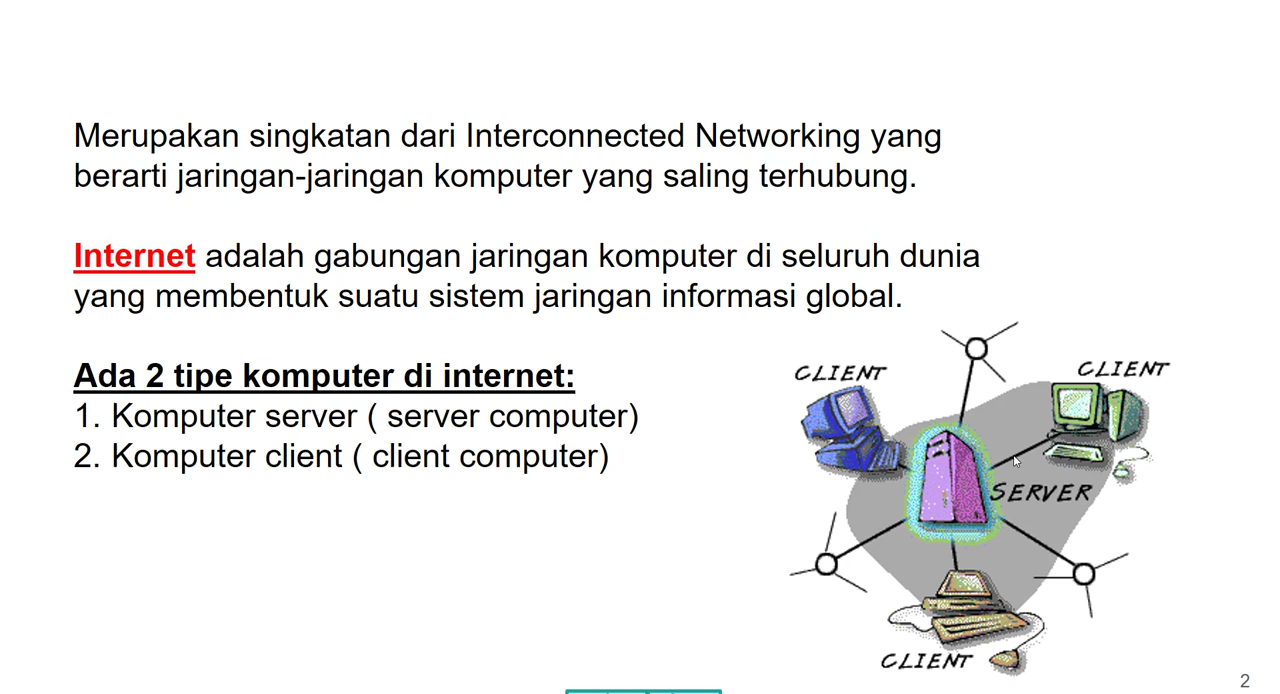 Merupakan singkatan dari Interconnected Networking yang
berarti jaringan-jaringan komputer yang saling terhubung.
Internet adalah gabungan jaringan komputer di seluruh dunia
yang membentuk suatu sistem jaringan informasi global.
Ada 2 tipe komputer di internet:
1. Komputer server ( server computer)
2. Komputer client ( client computer)
CLIENT
CLIENT
SERVER
CLIENT
2